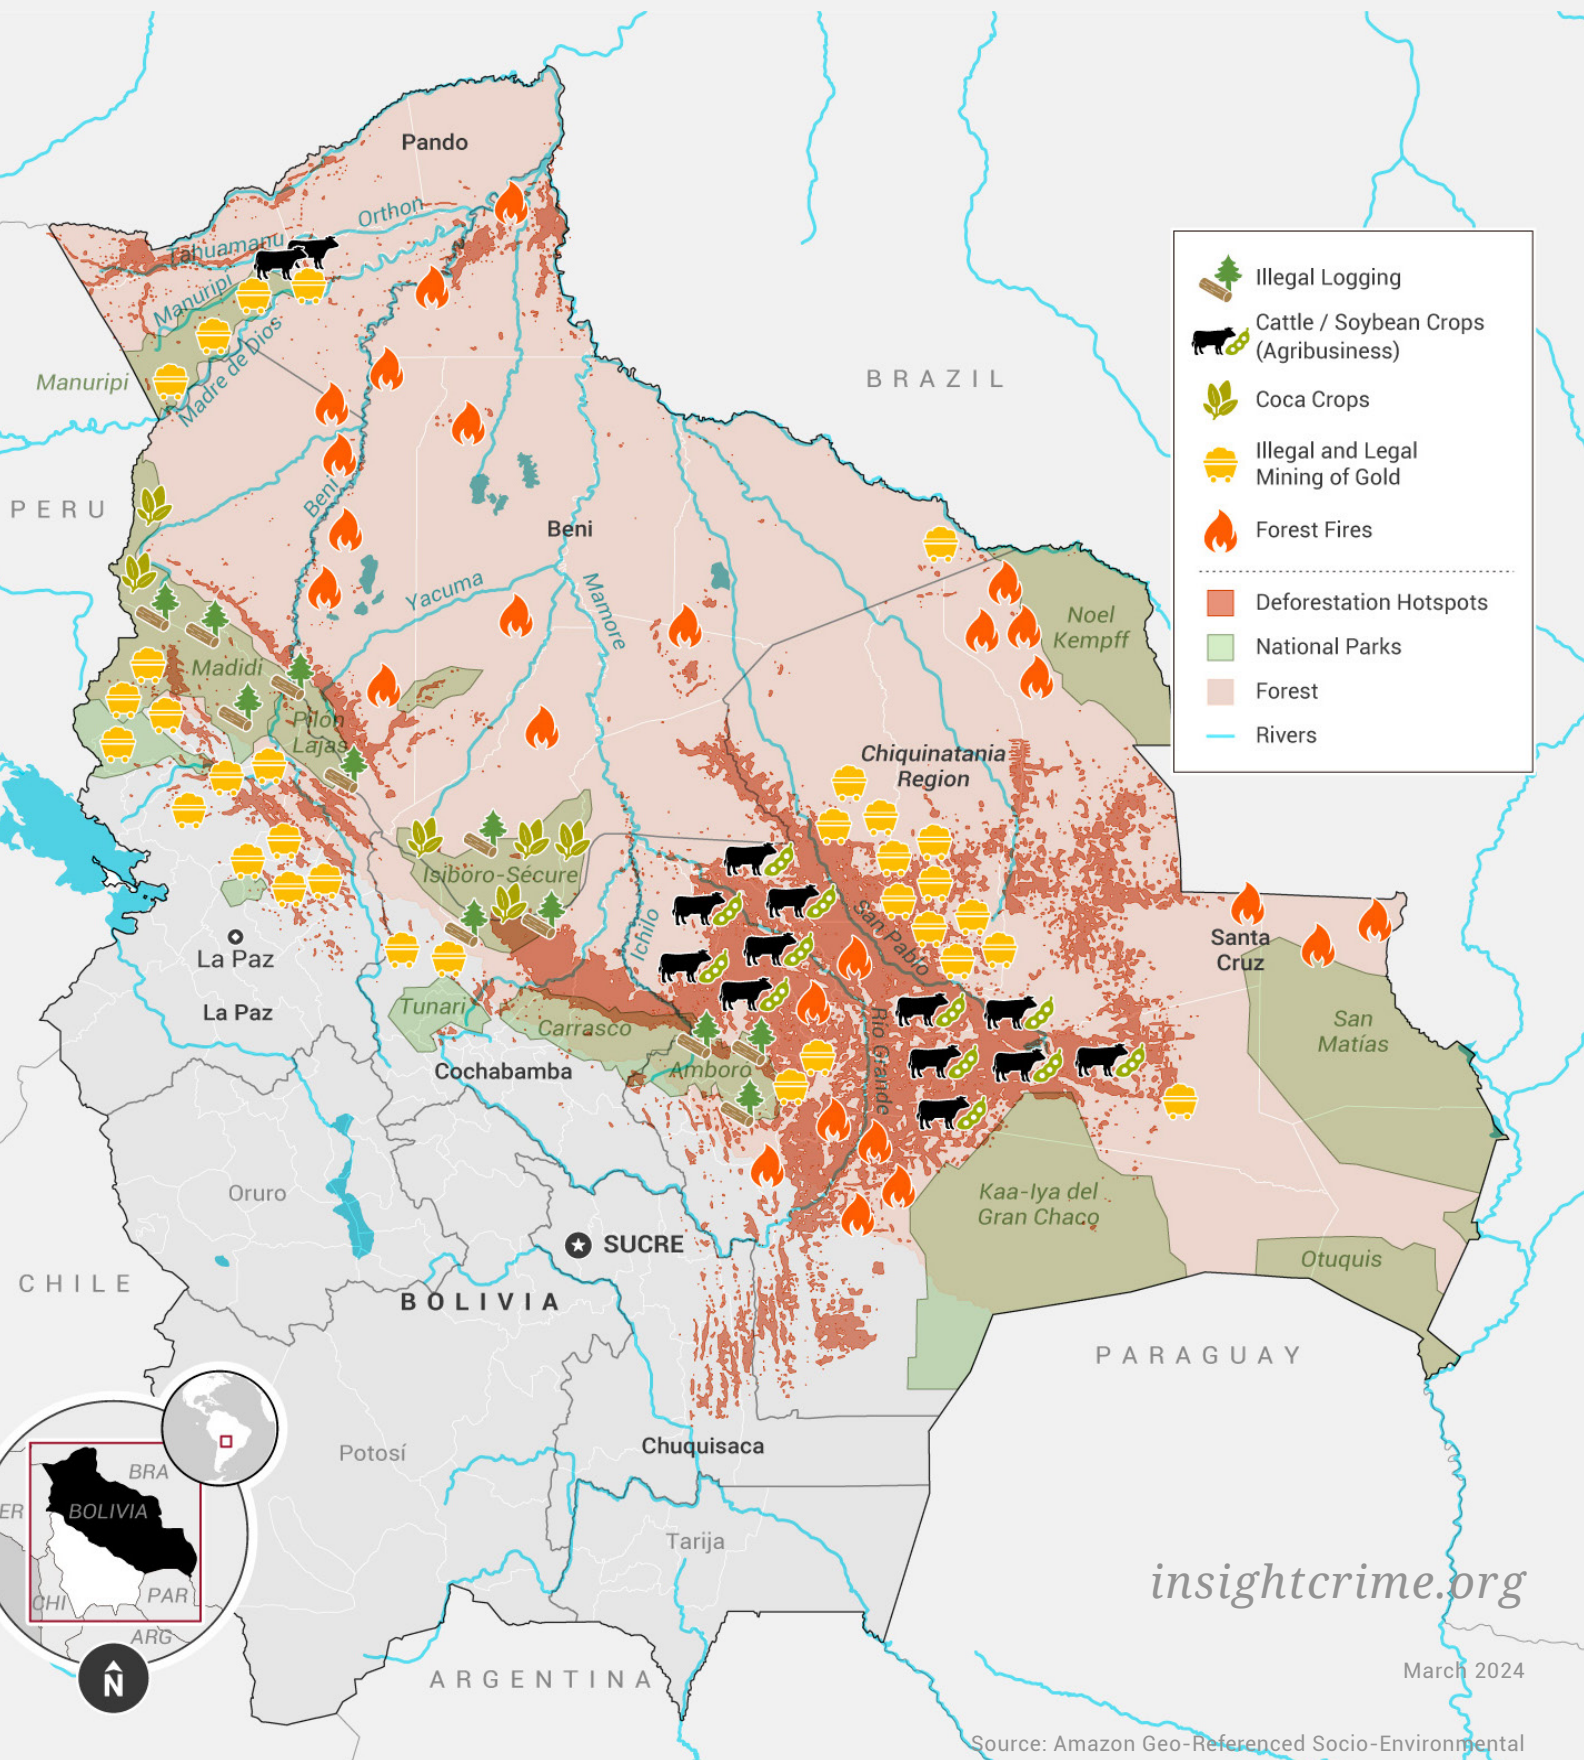 Pando
Orthon
Tahuamanu
Manuripi
Madre de Dios
Manuripi
BRAZIL
PERU
Beni
Beni
Yacuma
Mamore
Noel
Kempff
Madidi
Pilón
Lajas
Chiquinatania
Region
Isiboro-Sécure
Ichilo
San Pablo
Santa
Cruz
La Paz
La Paz
Tunari
Carrasco
Amboró
Cochabamba
Río Grande
San
Matías
Oruro
Kaa-Iya del
Gran Chaco
SUCRE
Otuquis
CHILE
BOLIVIA
PARAGUAY
Potosí
Chuquisaca
Tarija
ARGENTINA
Illegal Logging
Cattle / Soybean Crops
(Agribusiness)
Coca Crops
Illegal and Legal
Mining of Gold
Forest Fires
Deforestation Hotspots
National Parks
Forest
Rivers
BRA
ER
BOLIVIA
CHI
PAR
ARG
N
insightcrime.org
March 2024
Source: Amazon Geo-Referenced Socio-Environmental